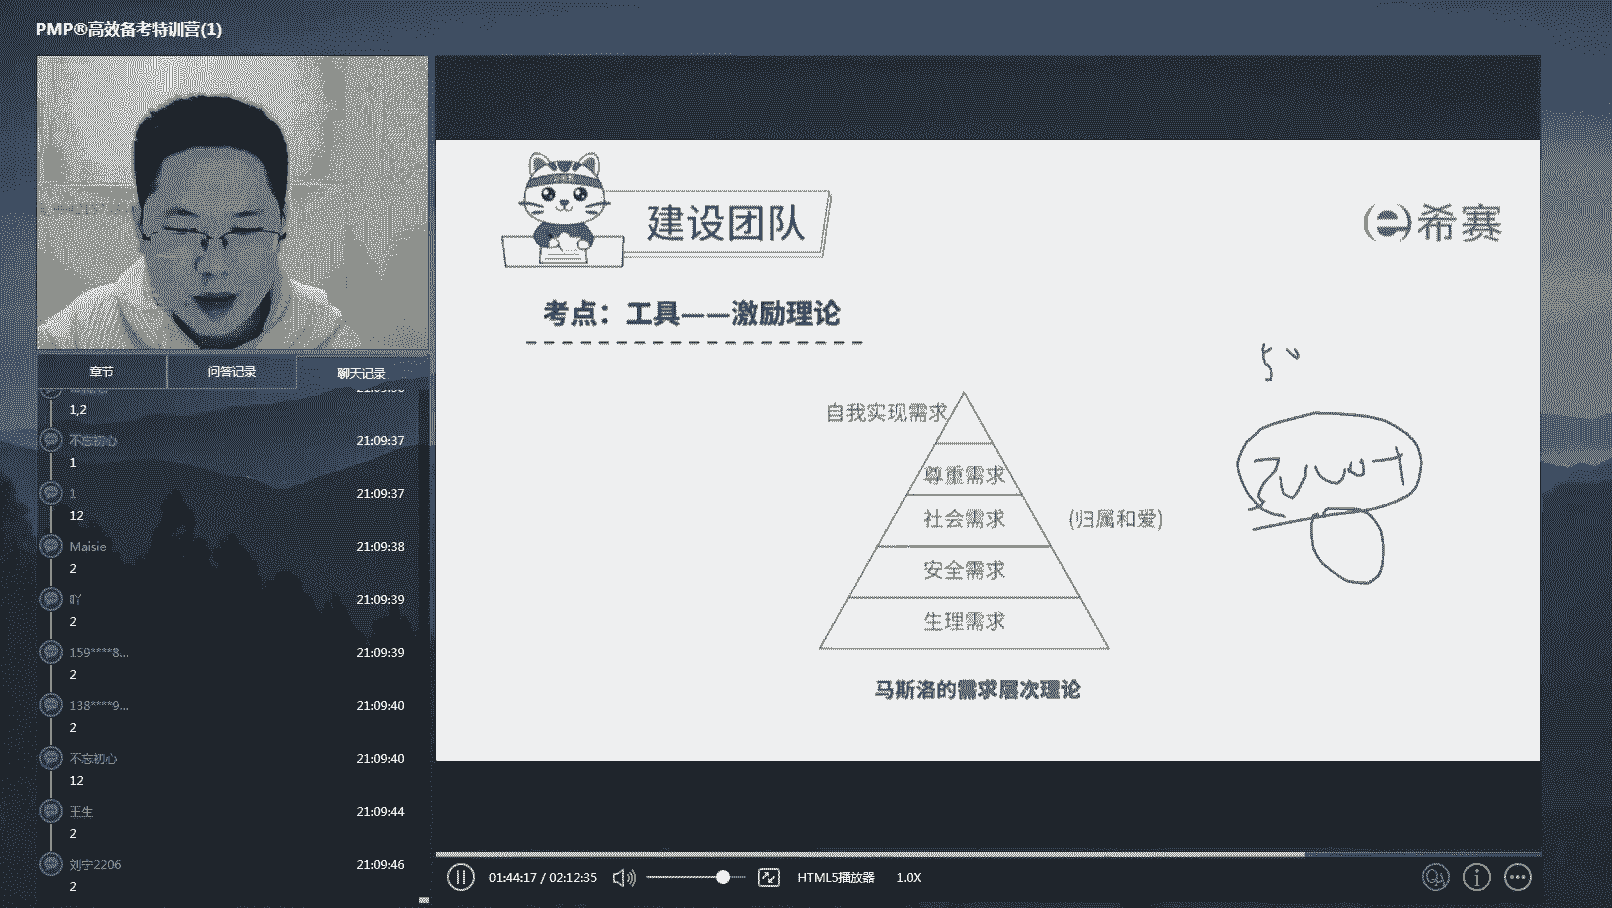 PMP®高效备考特训营(1)
章节
问答记录
聊天记录
1,2
不忘初心
21:09:37
1
1
21:09:37
12
Maisie
21:09:38
2
吖
21:09:39
2
159****8...
21:09:39
2
138****9...
21:09:40
2
不忘初心
21:09:40
12
王生
21:09:44
2
刘宁2206
21:09:46
2
建设团队
希赛
考点：工具——激励理论
自我实现需求
尊重需求
社会需求
(归属和爱)
安全需求
生理需求
马斯洛的需求层次理论
01:44:17 / 02:12:35
HTML5播放器
1.0X